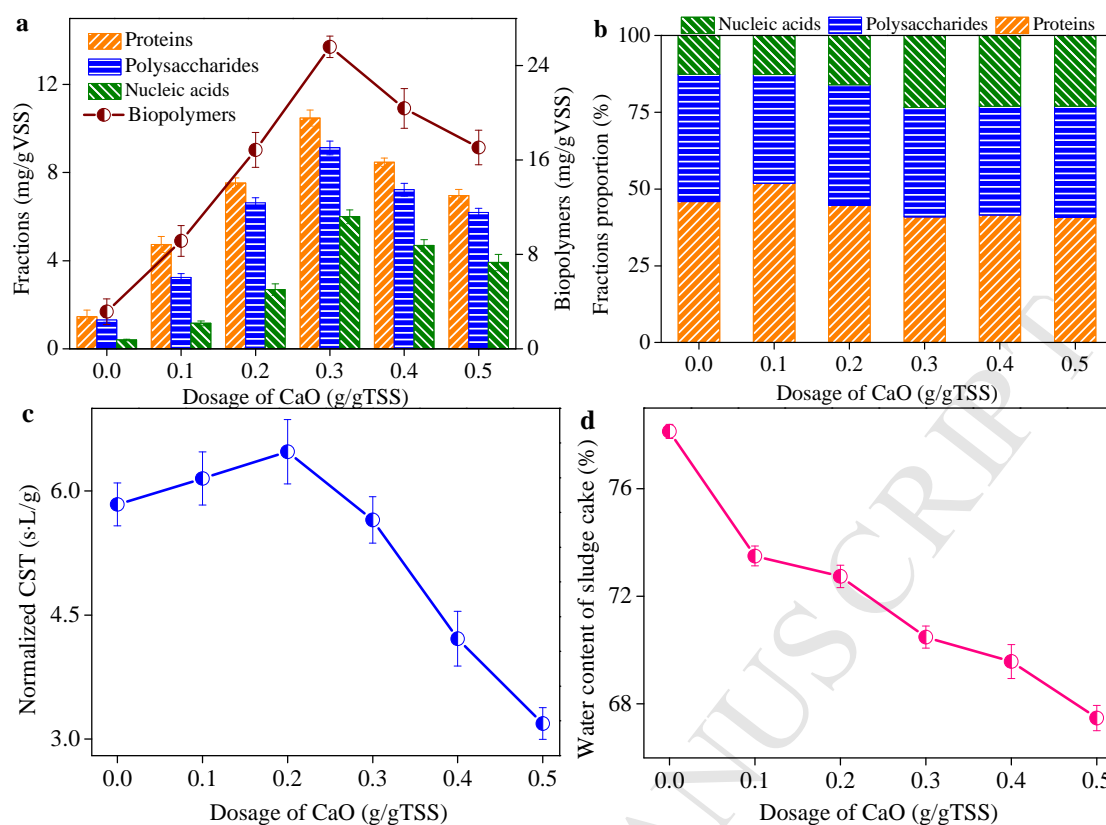 a
Proteins
Polysaccharides
Nucleic acids
Biopolymers
Fractions (mg/gVSS)
12
8
4
0
Biopolymers (mg/gVSS)
24
16
8
0
0.0 0.1 0.2 0.3 0.4 0.5
Dosage of CaO (g/gTSS)
b
Nucleic acids Polysaccharides Proteins
Fractions proportion (%)
100
75
50
25
0
0.0 0.1 0.2 0.3 0.4 0.5
Dosage of CaO (g/gTSS)
c
Normalized CST (s·L/g)
6.0
4.5
3.0
0.0 0.1 0.2 0.3 0.4 0.5
Dosage of CaO (g/gTSS)
d
Water content of sludge cake (%)
76
72
68
0.0 0.1 0.2 0.3 0.4 0.5
Dosage of CaO (g/gTSS)
ANUSCRIPT